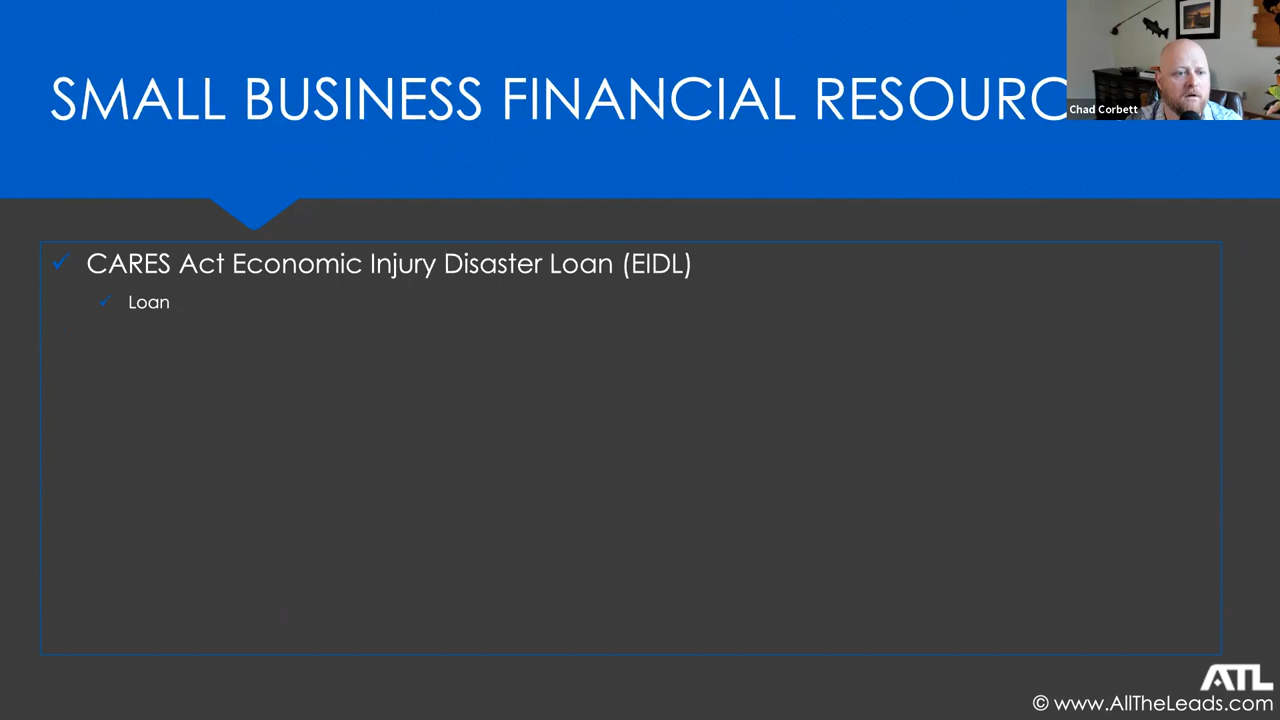 SMALL BUSINESS FINANCIAL RESOURC
Chad Corbett
CARES Act Economic Injury Disaster Loan (EIDL)
Loan
ATL
© www.AllTheLeads.com